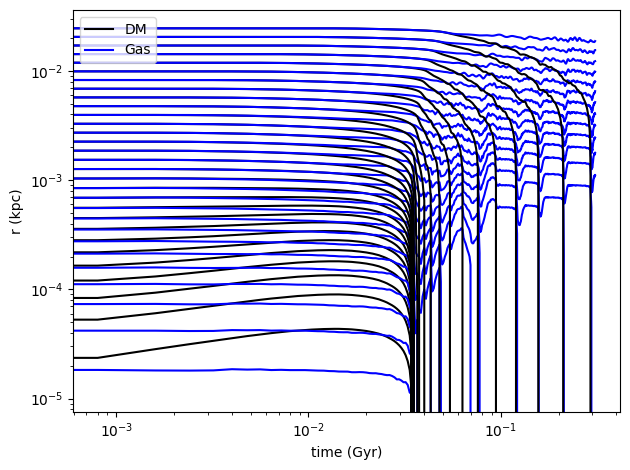 DM
Gas
r (kpc)
10⁻²
10⁻³
10⁻⁴
10⁻⁵
10⁻³
10⁻²
10⁻¹
time (Gyr)